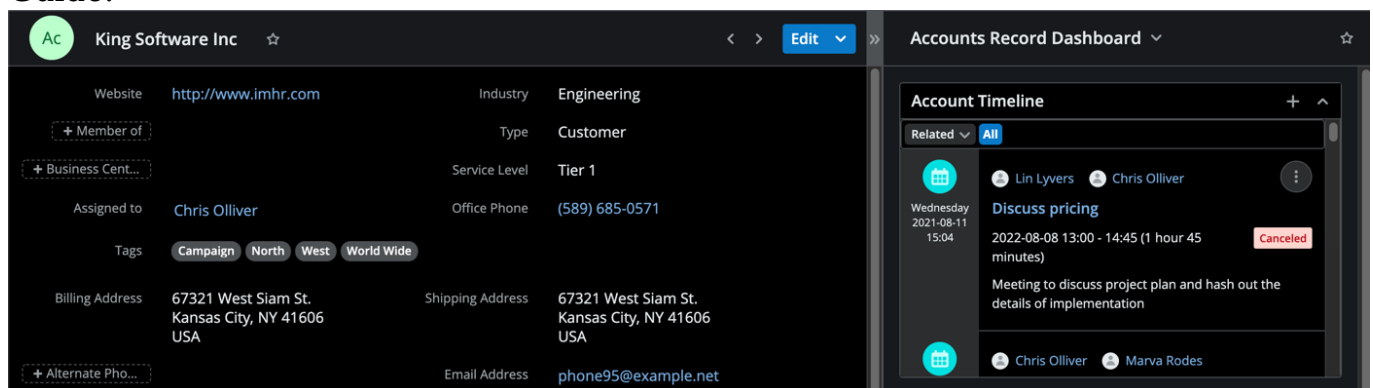 Ac King Software Inc Edit
Website http://www.imhr.com Industry Engineering
+ Member of Type Customer
+ Business Cent... Service Level Tier 1
Assigned to Chris Olliver Office Phone (589) 685-0571
Tags Campaign North West World Wide
Billing Address 67321 West Siam St. Shipping Address 67321 West Siam St.
Kansas City, NY 41606 Kansas City, NY 41606
USA USA
+ Alternate Pho... Email Address phone95@example.net
Accounts Record Dashboard
Account Timeline
Related All
Lin Lyvers Chris Olliver
Wednesday
2021-08-11
15:04
Discuss pricing
2022-08-08 13:00 - 14:45 (1 hour 45
minutes)
Canceled
Meeting to discuss project plan and hash out the
details of implementation
Chris Olliver Marva Rodes